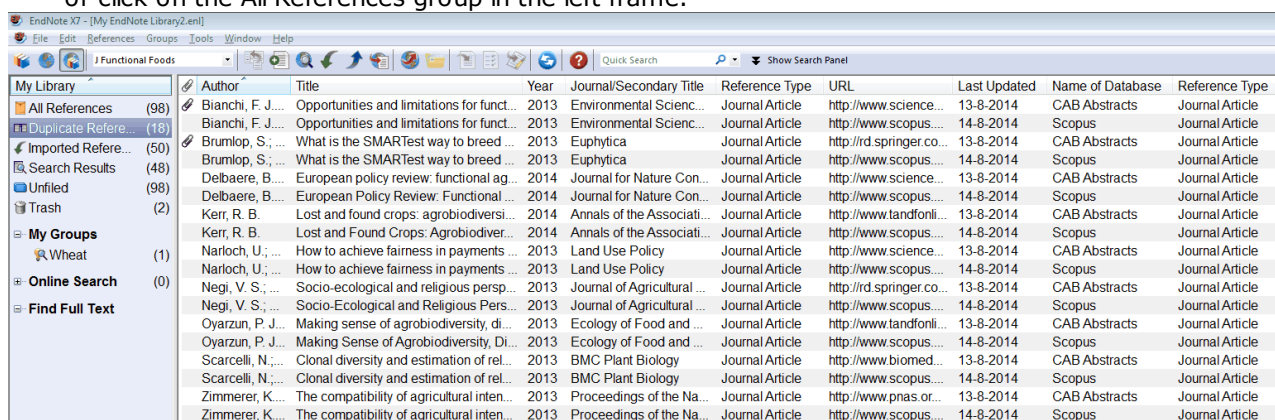 or click on the All References group in the left frame.
EndNote X7 - [My EndNote Library2.enl]
File Edit References Groups Tools Window Help
J Functional Foods Quick Search Show Search Panel
My Library Author Title Year Journal/Secondary Title Reference Type URL Last Updated Name of Database Reference Type
All References (98) Bianchi, F. J.... Opportunities and limitations for funct... 2013 Environmental Scienc... Journal Article http://www.science... 13-8-2014 CAB Abstracts Journal Article
Duplicate Refere... (18) Bianchi, F. J.... Opportunities and limitations for funct... 2013 Environmental Scienc... Journal Article http://www.scopus.... 14-8-2014 Scopus Journal Article
Imported Refere... (50) Brumlop, S.; ... What is the SMARTest way to breed ... 2013 Euphytica Journal Article http://rd.springer.co... 13-8-2014 CAB Abstracts Journal Article
Search Results (48) Brumlop, S.; ... What is the SMARTest way to breed ... 2013 Euphytica Journal Article http://www.scopus.... 14-8-2014 Scopus Journal Article
Unfiled (98) Delbaere, B.... European policy review: functional ag... 2014 Journal for Nature Con... Journal Article http://www.science... 13-8-2014 CAB Abstracts Journal Article
Trash (2) Delbaere, B.... European Policy Review: Functional ... 2014 Journal for Nature Con... Journal Article http://www.scopus.... 14-8-2014 Scopus Journal Article
Kerr, R. B. Lost and found crops: agrobiodiversi... 2014 Annals of the Associati... Journal Article http://www.tandfonli... 13-8-2014 CAB Abstracts Journal Article
My Groups Kerr, R. B. Lost and Found Crops: Agrobiodiver... 2014 Annals of the Associati... Journal Article http://www.scopus.... 14-8-2014 Scopus Journal Article
Wheat (1) Narloch, U.; ... How to achieve fairness in payments ... 2013 Land Use Policy Journal Article http://www.science... 13-8-2014 CAB Abstracts Journal Article
Narloch, U.; ... How to achieve fairness in payments ... 2013 Land Use Policy Journal Article http://www.scopus.... 14-8-2014 Scopus Journal Article
Online Search (0) Negi, V. S.; ... Socio-ecological and religious persp... 2013 Journal of Agricultural ... Journal Article http://rd.springer.co... 13-8-2014 CAB Abstracts Journal Article
Find Full Text Negi, V. S.; ... Socio-Ecological and Religious Pers... 2013 Journal of Agricultural ... Journal Article http://www.scopus.... 14-8-2014 Scopus Journal Article
Oyarzun, P. J... Making sense of agrobiodiversity, di... 2013 Ecology of Food and ... Journal Article http://www.tandfonli... 13-8-2014 CAB Abstracts Journal Article
Oyarzun, P. J... Making Sense of Agrobiodiversity, Di... 2013 Ecology of Food and ... Journal Article http://www.scopus.... 14-8-2014 Scopus Journal Article
Scarcelli, N.;... Clonal diversity and estimation of rel... 2013 BMC Plant Biology Journal Article http://www.biomed... 13-8-2014 CAB Abstracts Journal Article
Scarcelli, N.;... Clonal diversity and estimation of rel... 2013 BMC Plant Biology Journal Article http://www.scopus.... 14-8-2014 Scopus Journal Article
Zimmerer, K.... The compatibility of agricultural inten... 2013 Proceedings of the Na... Journal Article http://www.pnas.or... 13-8-2014 CAB Abstracts Journal Article
Zimmerer, K.... The compatibility of agricultural inten... 2013 Proceedings of the Na... Journal Article http://www.scopus.... 14-8-2014 Scopus Journal Article